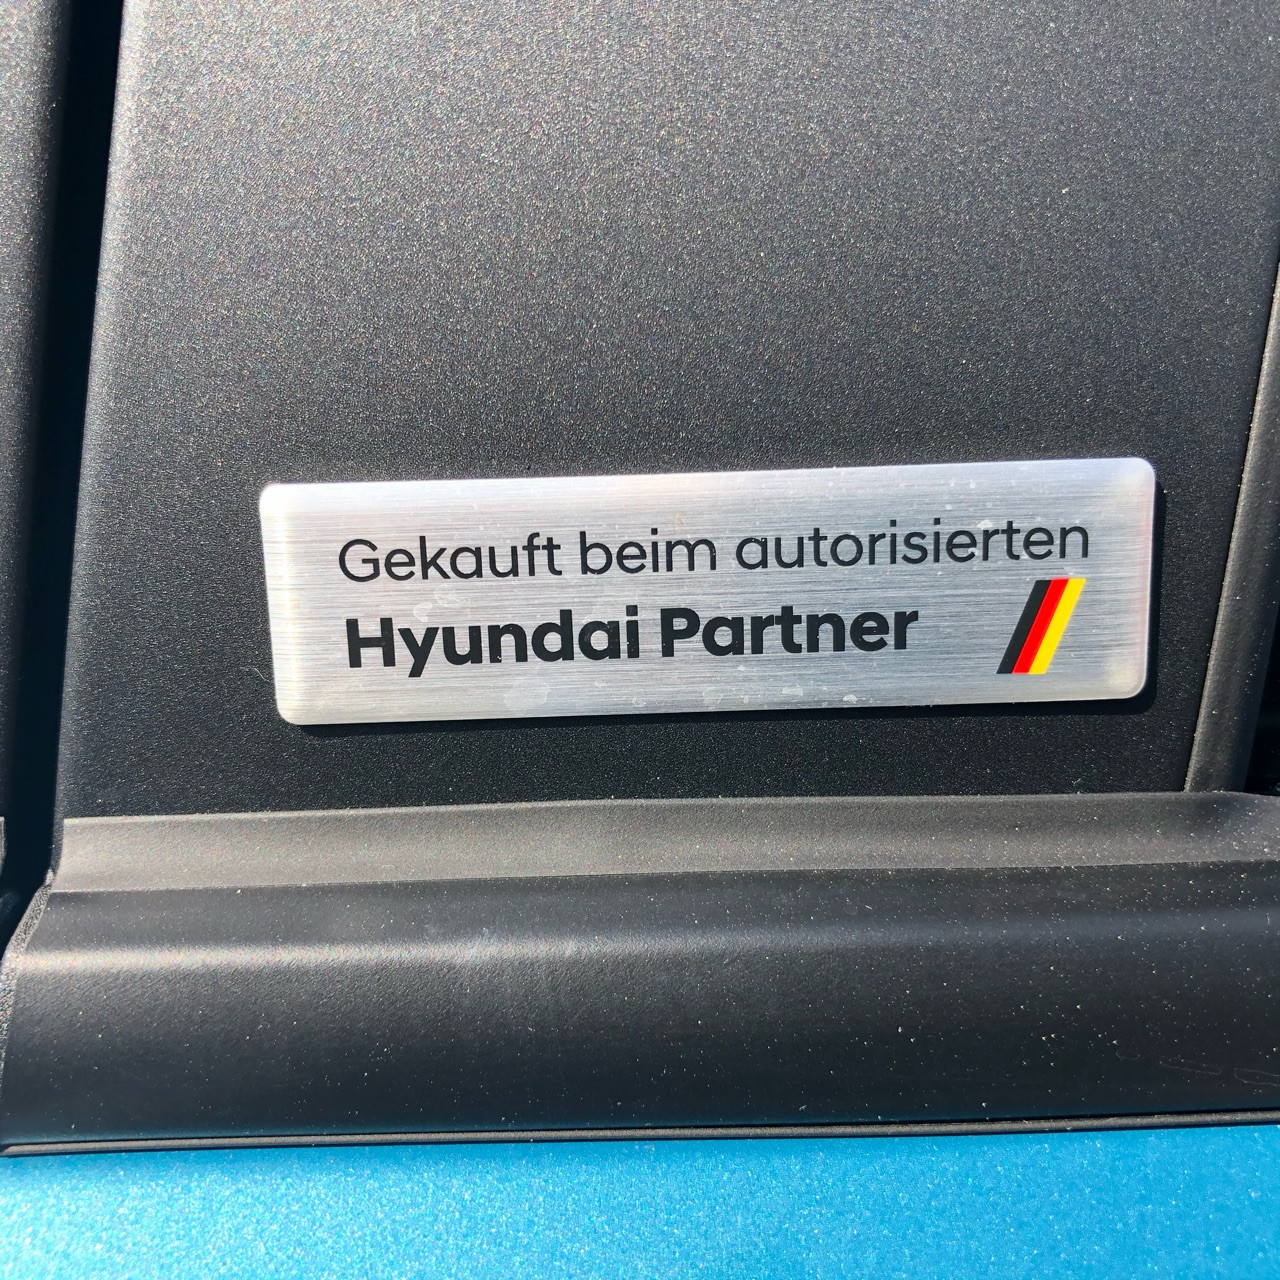 Gekauft beim autorisierten
Hyundai Partner